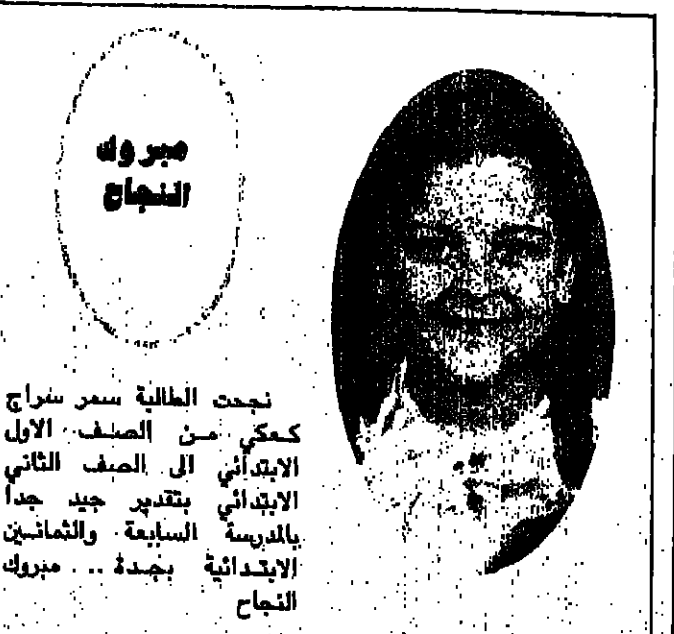 مبروك
النجاح
نجحت الطالبة سمر سراج
كعكي من الصف الاول
الابتدائي الى الصف الثاني
الابتدائي بتقدير جيد جدا
بالمدرسة السابعة والثمانين
الابتدائية بجدة .. مبروك
النجاح